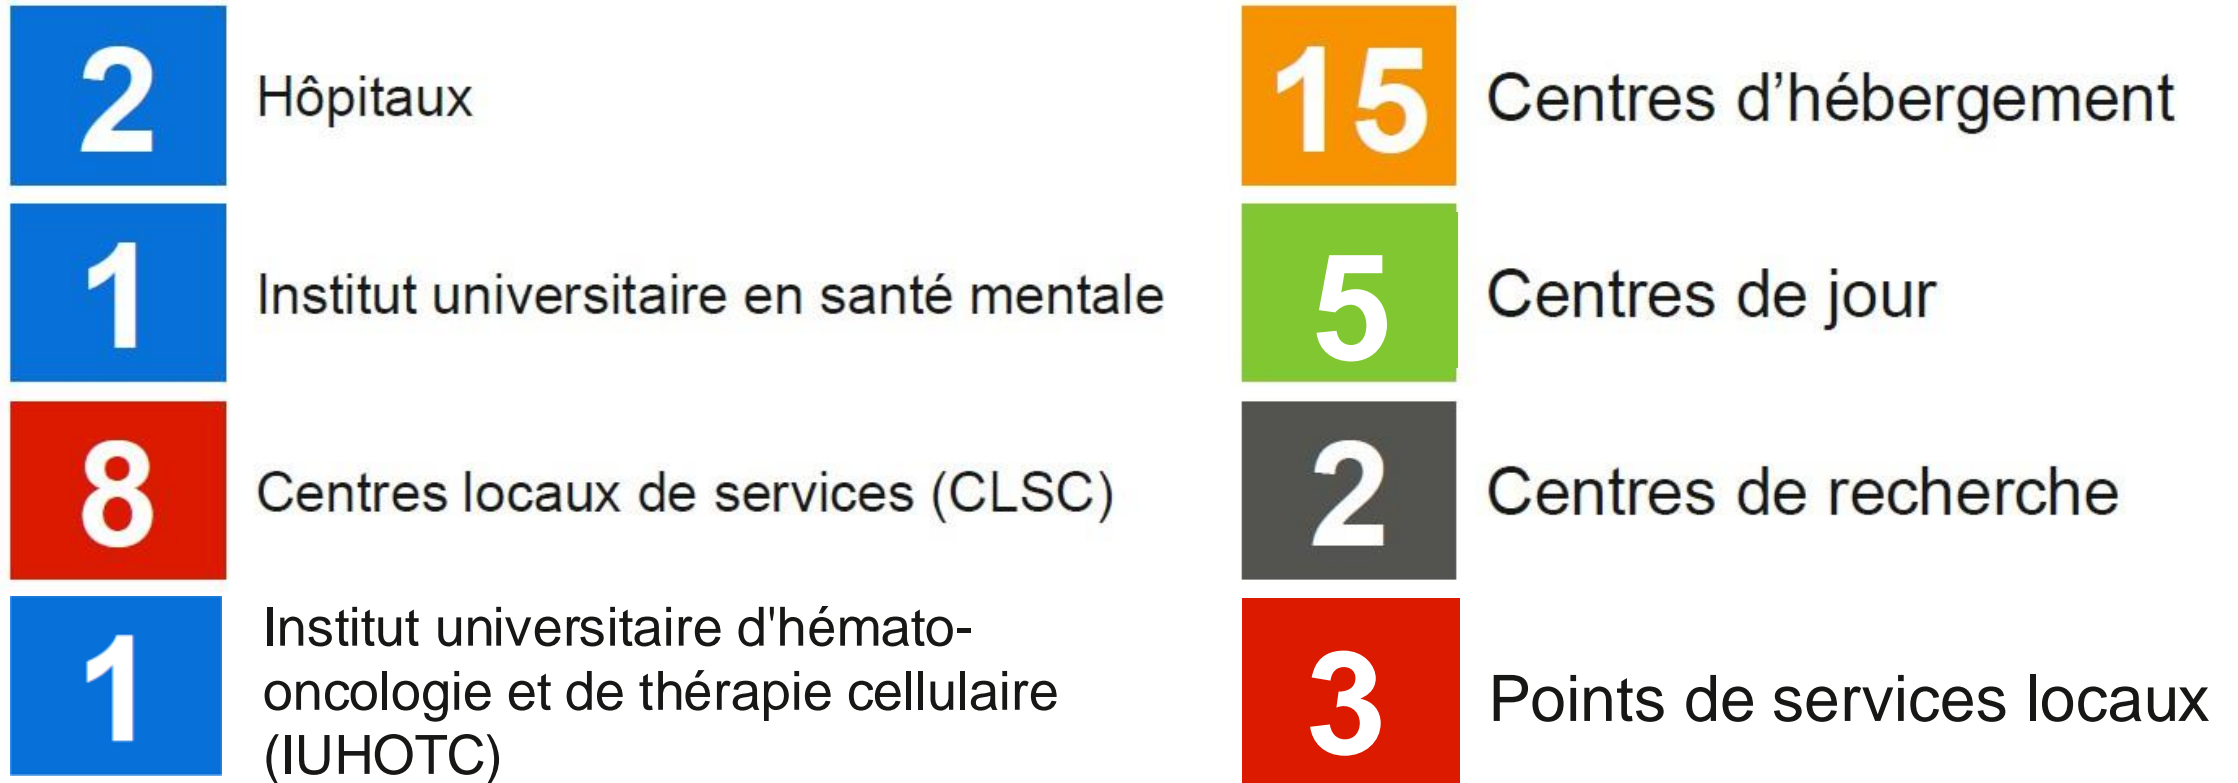 2
Hôpitaux
1
Institut universitaire en santé mentale
8
Centres locaux de services (CLSC)
1
Institut universitaire d'hémato-
oncologie et de thérapie cellulaire
(IUHOTC)
15
Centres d’hébergement
5
Centres de jour
2
Centres de recherche
3
Points de services locaux